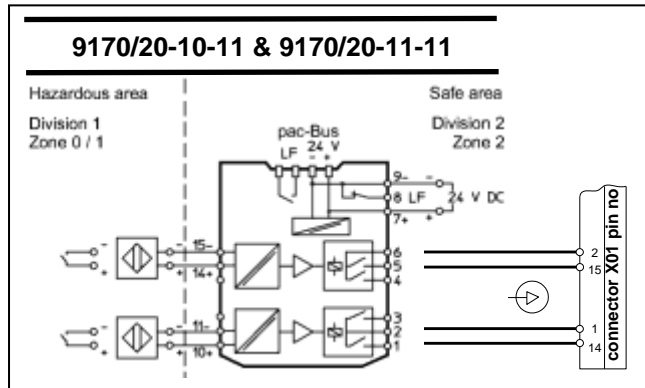 9170/20-10-11 & 9170/20-11-11
Hazardous area
Safe area
Division 1
Zone 0 / 1
Division 2
Zone 2
pac-Bus
LF 24 V
- +
9- -
8 LF 24 V DC
7+ +
- - 15-
+ + 14+
6
5
4
- - 11-
+ + 10+
3
2
1
2
15
1
14
connector X01 pin no